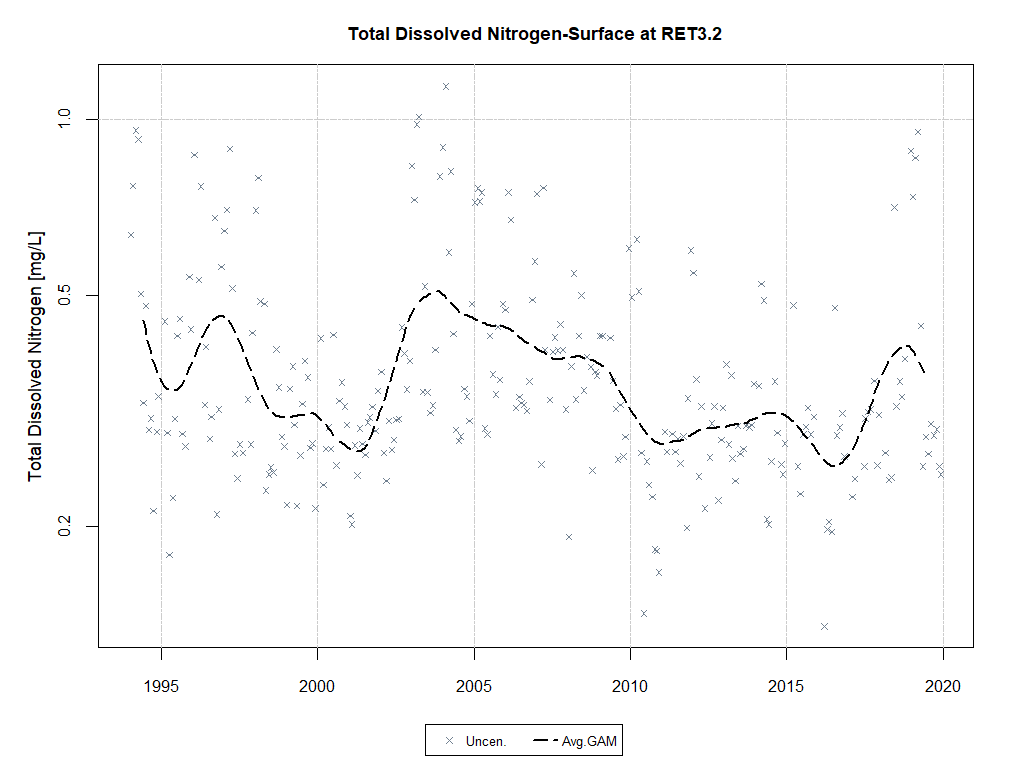 Total Dissolved Nitrogen-Surface at RET3.2
Total Dissolved Nitrogen [mg/L]
1.0
0.5
0.2
1995 2000 2005 2010 2015 2020
Uncen. Avg.GAM